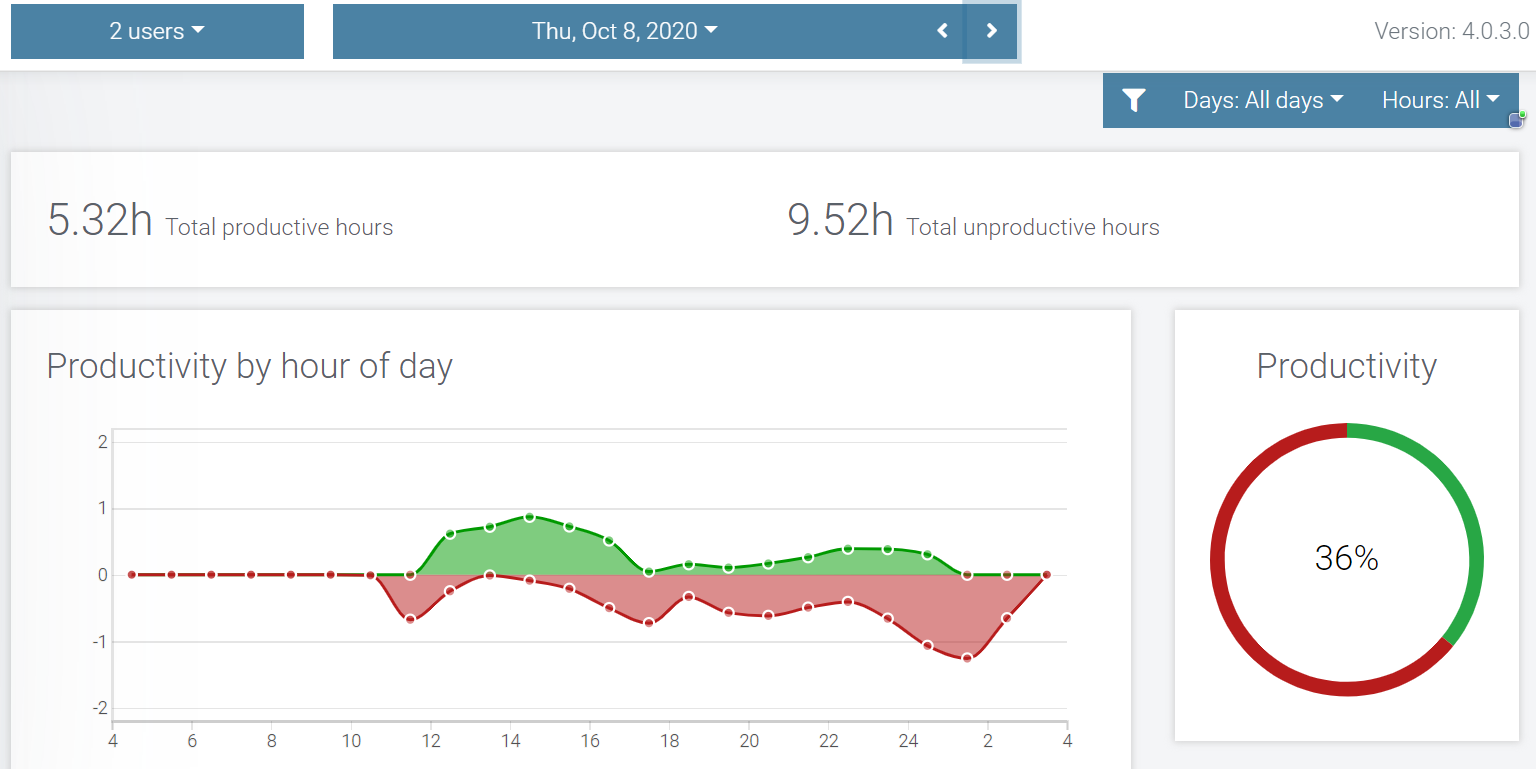 2 users
Thu, Oct 8, 2020
Version: 4.0.3.0
Days: All days
Hours: All
5.32h Total productive hours
9.52h Total unproductive hours
Productivity by hour of day
2
1
0
-1
-2
4 6 8 10 12 14 16 18 20 22 24 2 4
Productivity
36%